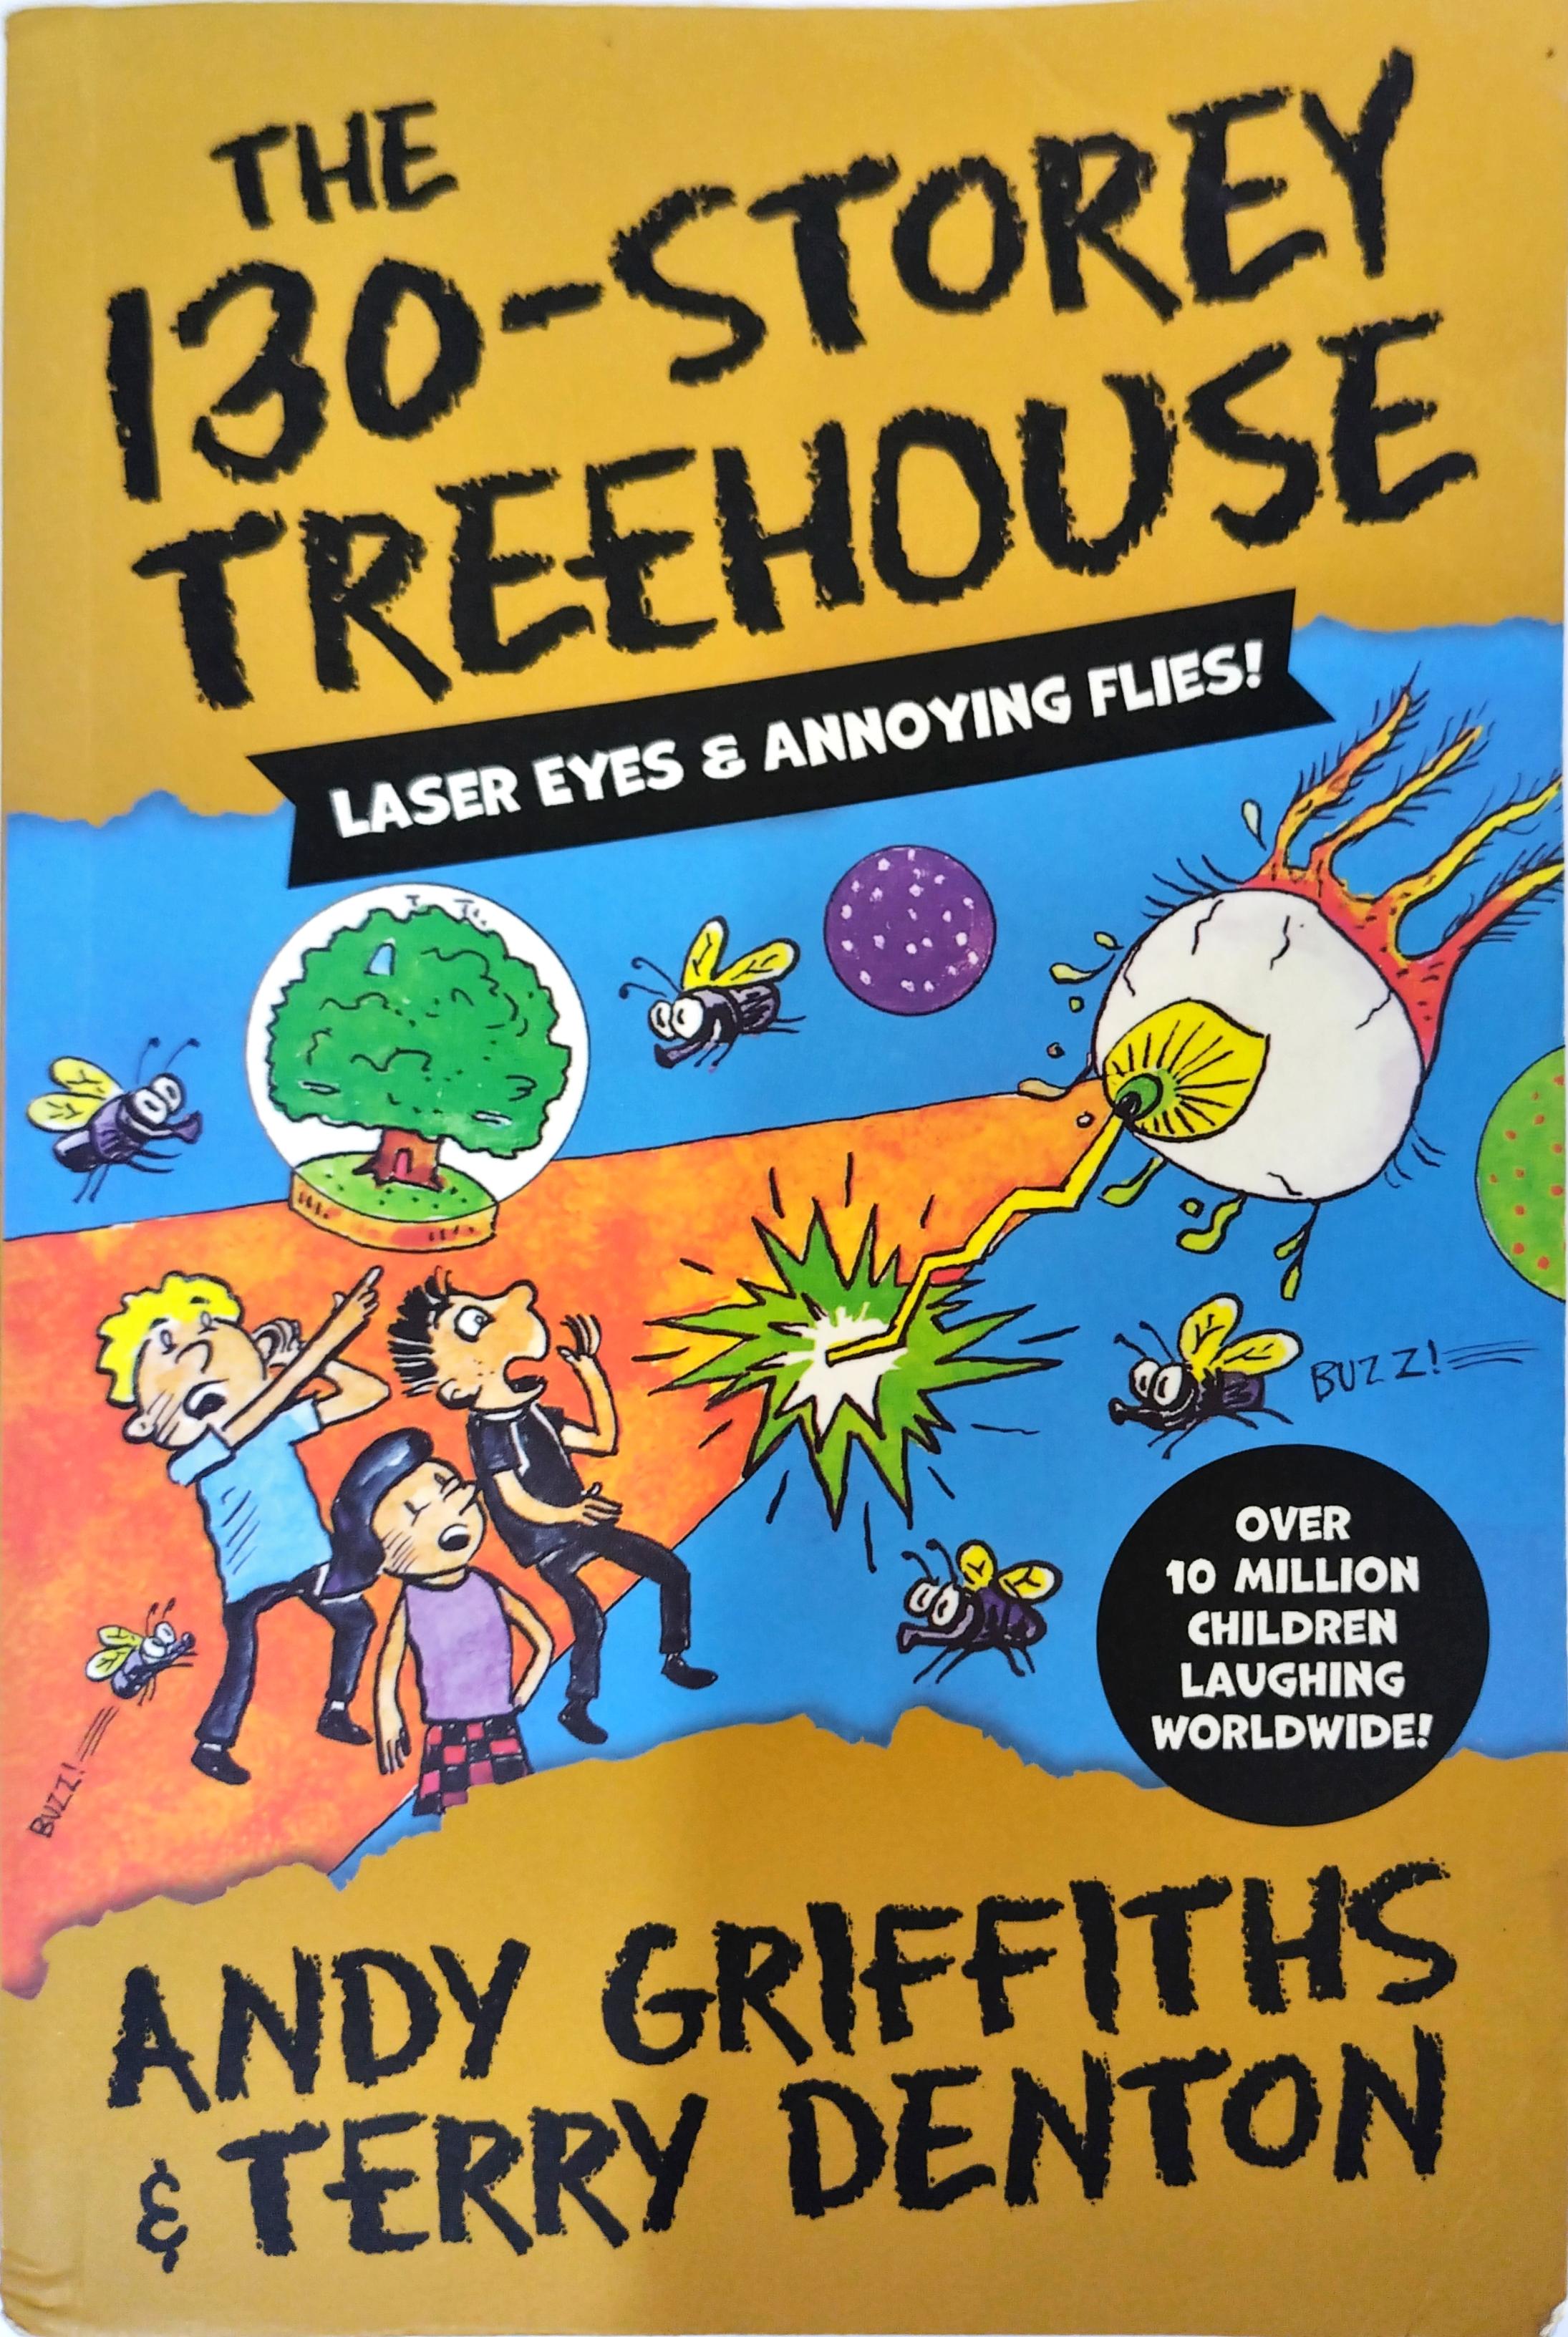 THE
130-STOREY
TREEHOUSE
LASER EYES & ANNOYING FLIES!
BUZZ!
OVER
10 MILLION
CHILDREN
LAUGHING
WORLDWIDE!
BUZZ!
ANDY GRIFFITHS
& TERRY DENTON